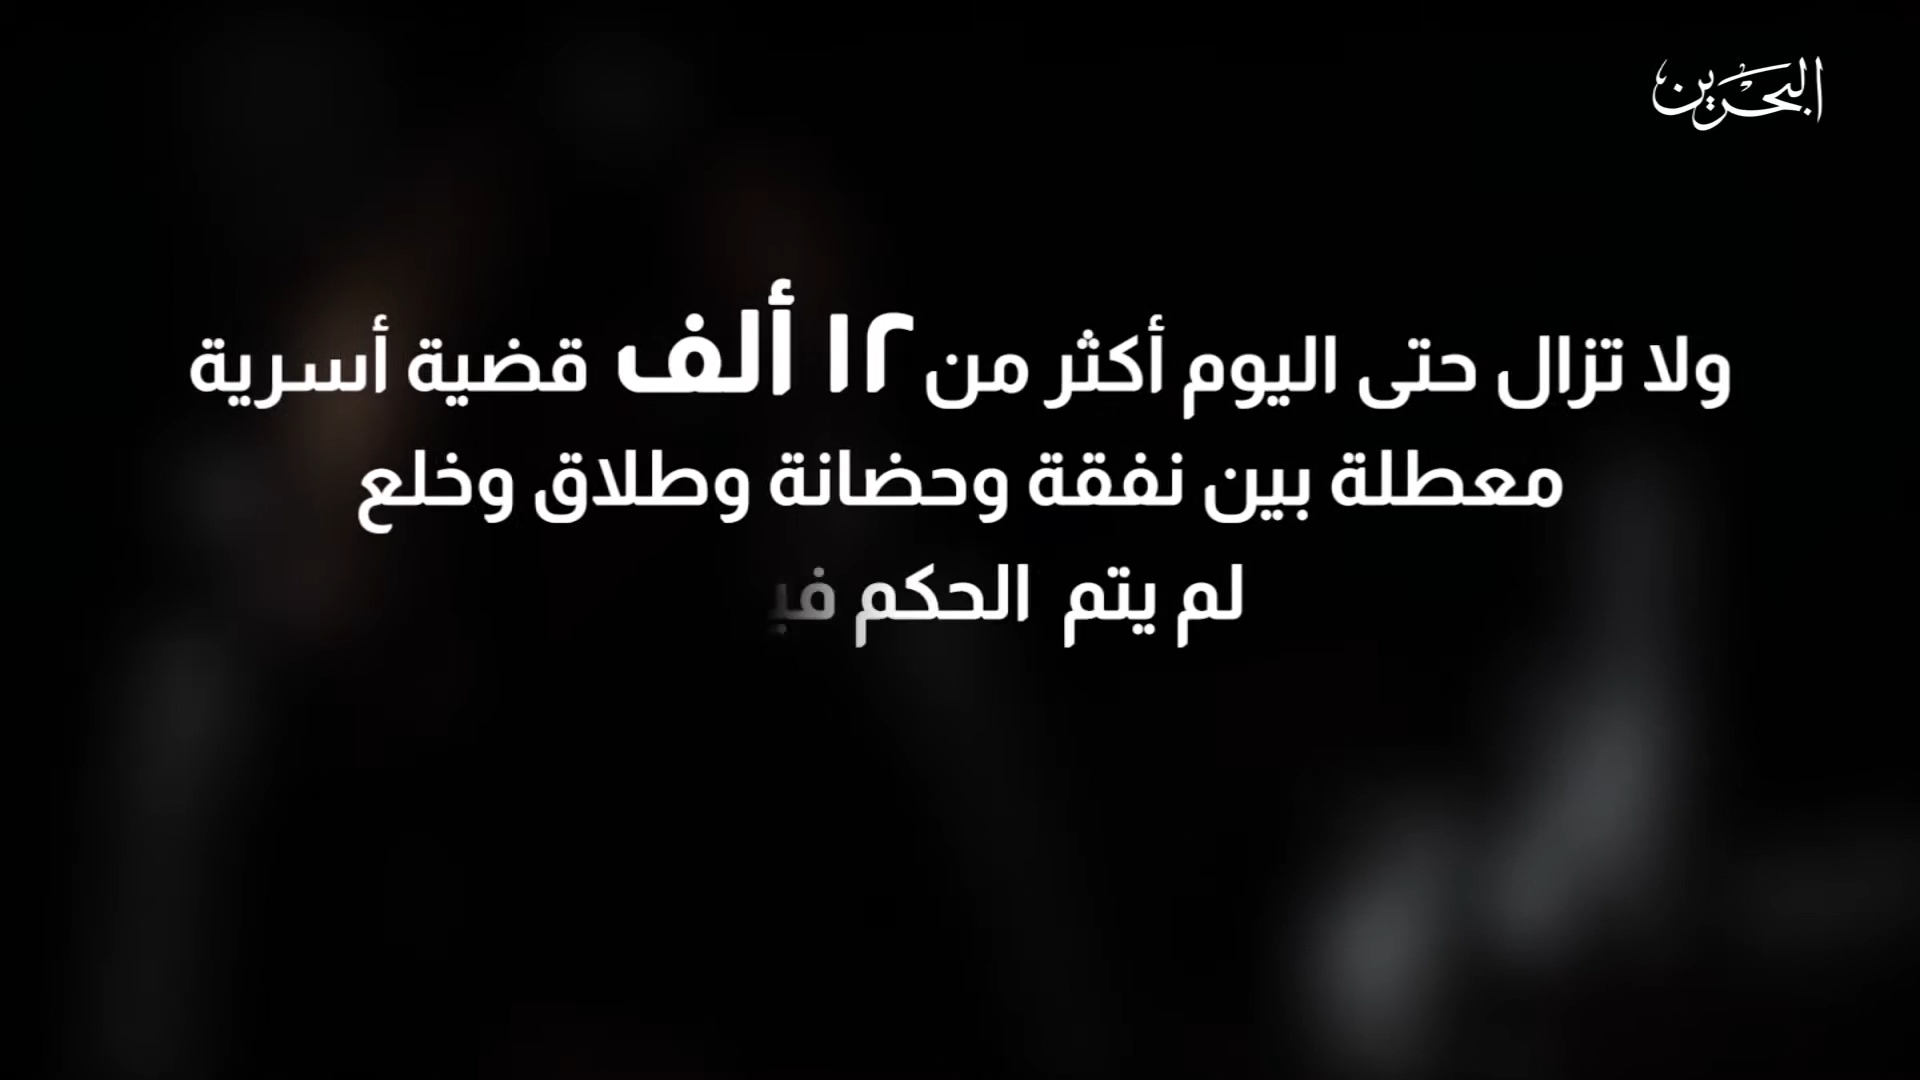 البحرين
ولا تزال حتى اليوم أكثر من ١٢ ألف قضية أسرية
معطلة بين نفقة وحضانة وطلاق وخلع
لم يتم الحكم